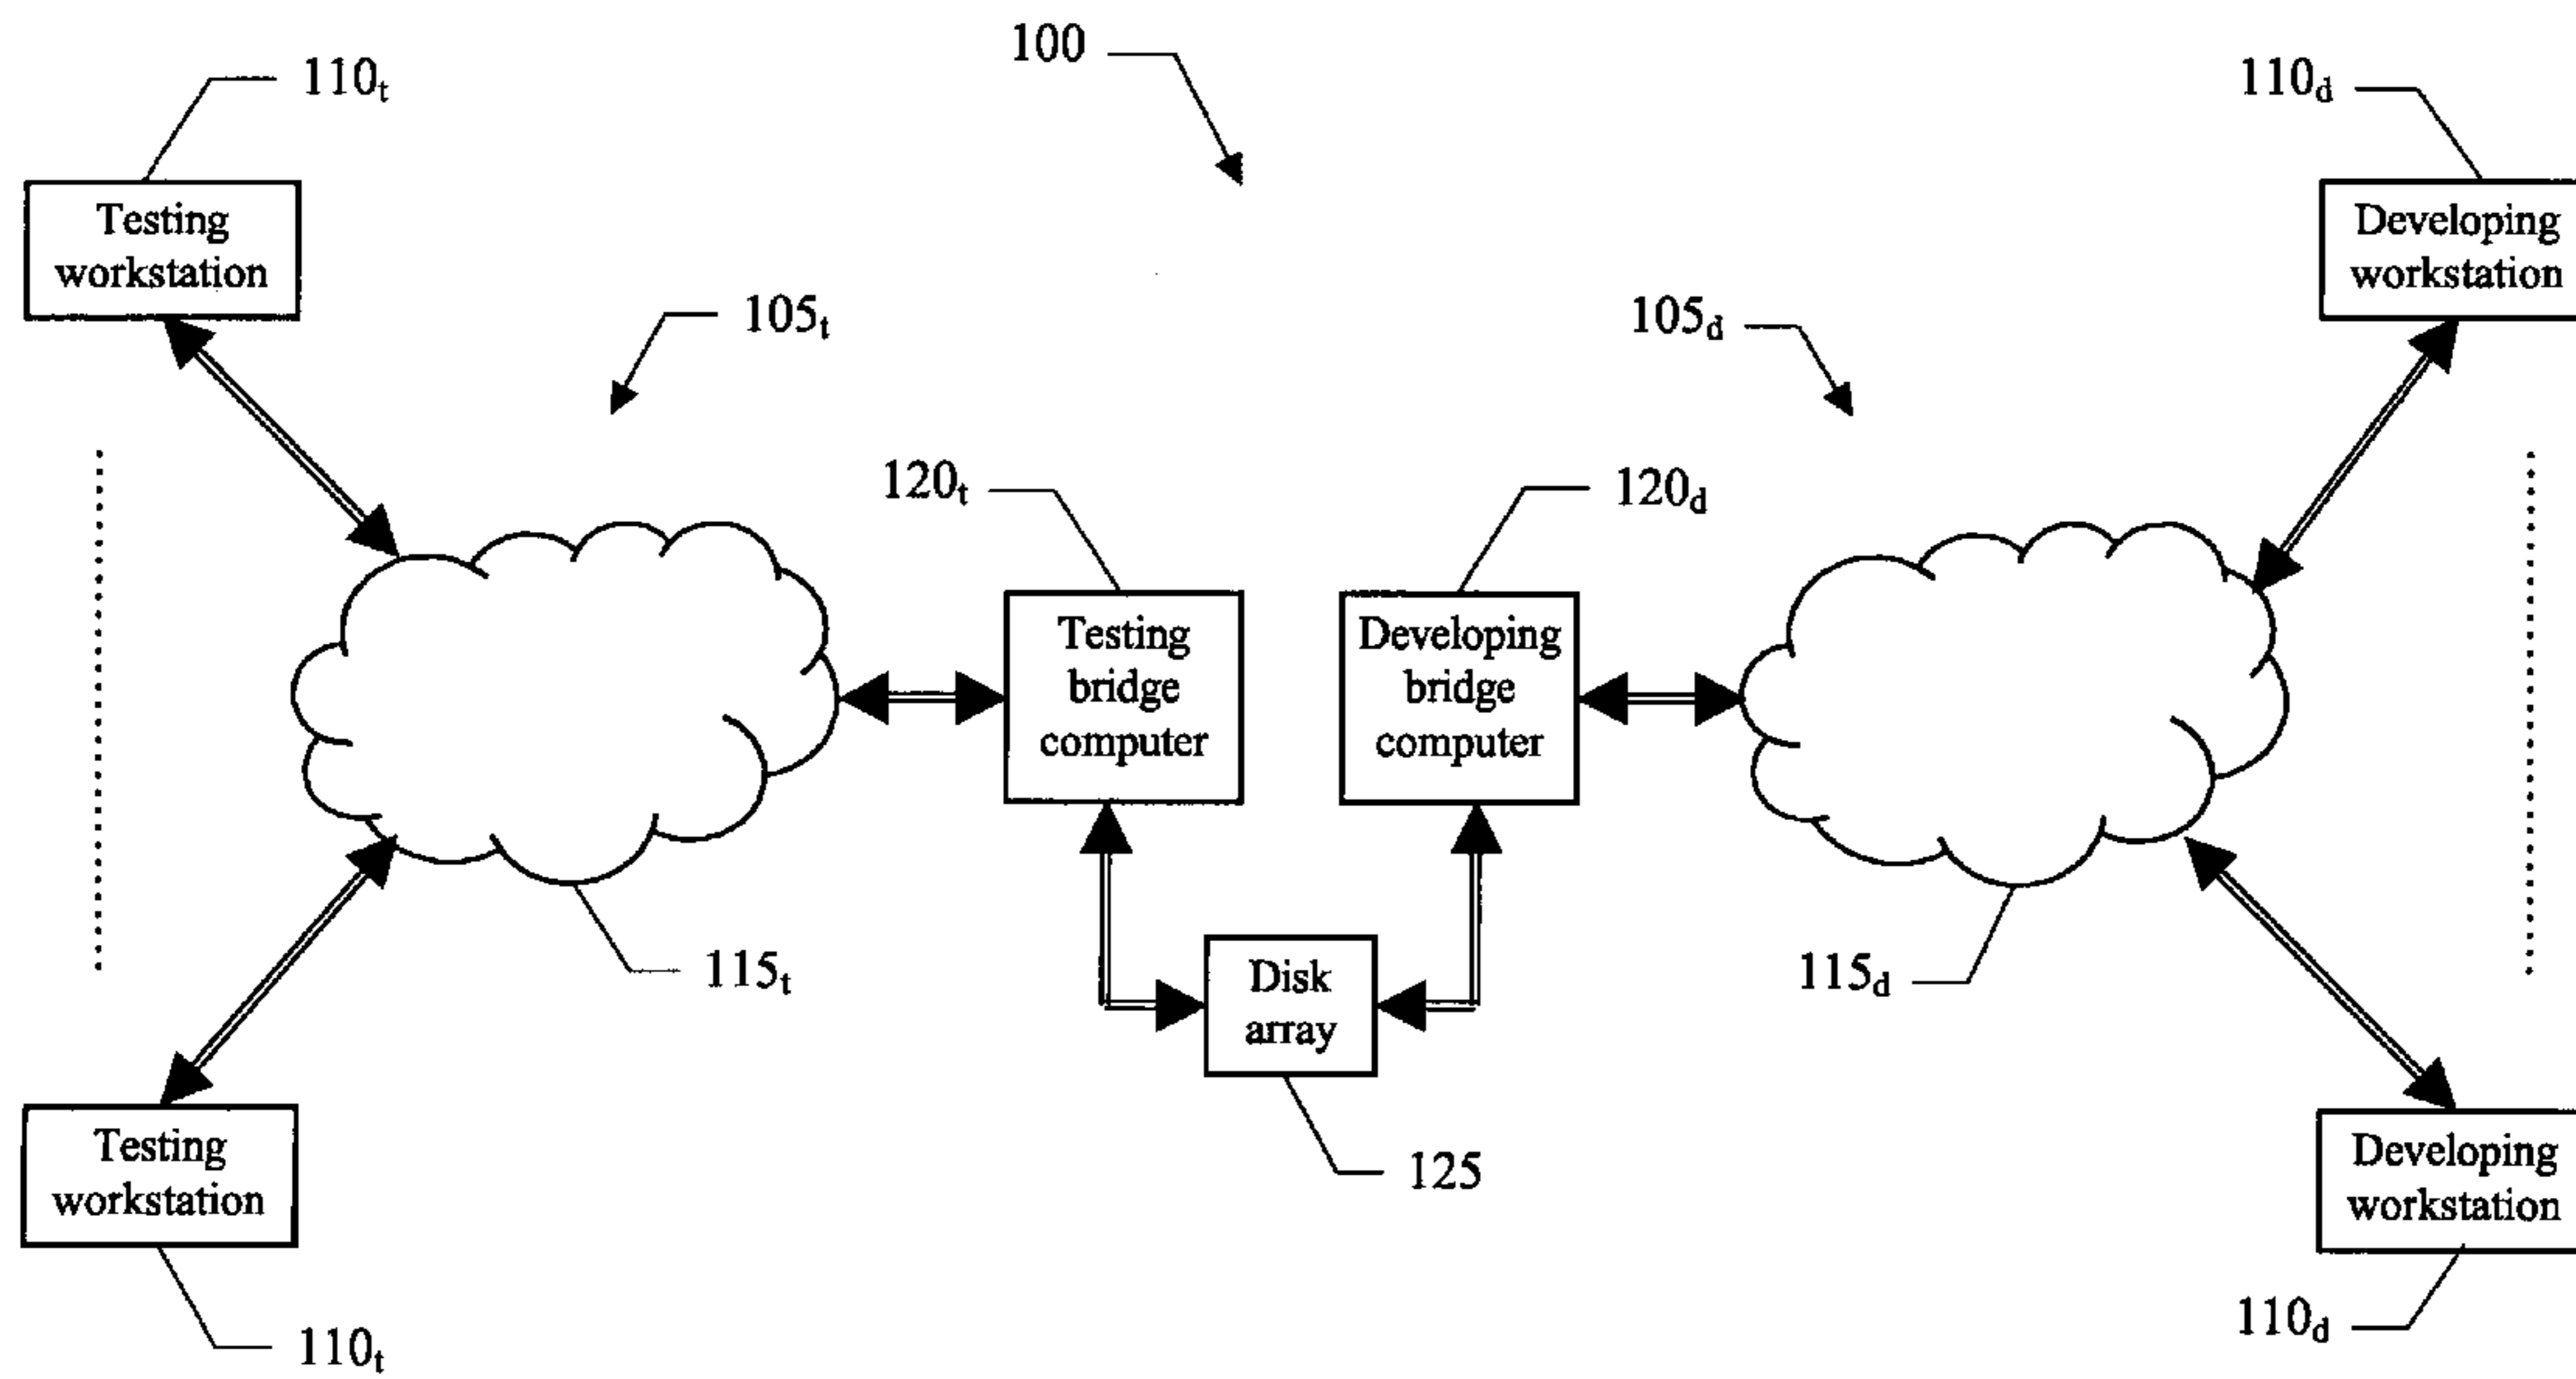 100
110t
110d
Testing
workstation
Developing
workstation
105t
105d
120t
120d
Testing
bridge
computer
Developing
bridge
computer
115t
Disk
array
115d
125
Testing
workstation
Developing
workstation
110t
110d